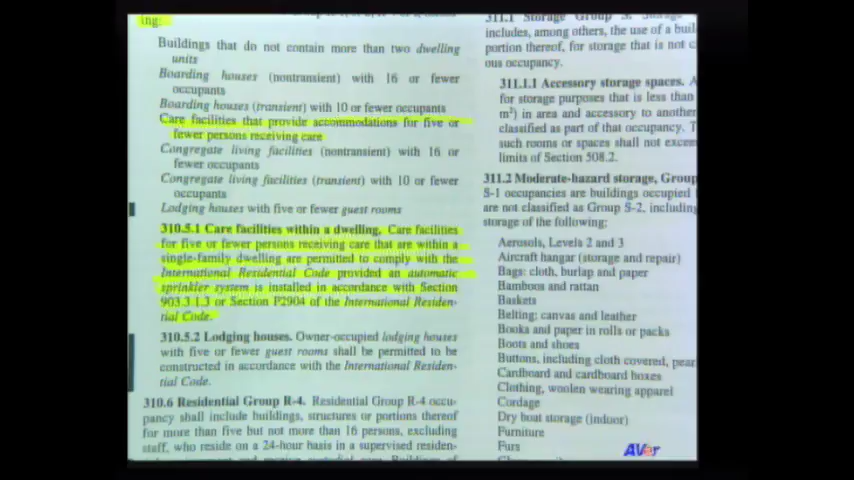 ing:
Buildings that do not contain more than two dwelling
units
Boarding houses (nontransient) with 16 or fewer
occupants
Boarding houses (transient) with 10 or fewer occupants
Care facilities that provide accommodations for five or
fewer persons receiving care
Congregate living facilities (nontransient) with 16 or
fewer occupants
Congregate living facilities (transient) with 10 or fewer
occupants
Lodging houses with five or fewer guest rooms
310.5.1 Care facilities within a dwelling. Care facilities
for five or fewer persons receiving care that are within a
single-family dwelling are permitted to comply with the
International Residential Code provided an automatic
sprinkler system is installed in accordance with Section
903.3.1.3 or Section P2904 of the International Residen-
tial Code.
310.5.2 Lodging houses. Owner-occupied lodging houses
with five or fewer guest rooms shall be permitted to be
constructed in accordance with the International Residen-
tial Code.
310.6 Residential Group R-4. Residential Group R-4 occu-
pancy shall include buildings, structures or portions thereof
for more than five but not more than 16 persons, excluding
staff, who reside on a 24-hour basis in a supervised residen-
311.1 Storage Group S. Storage
includes, among others, the use of a buil
portion thereof, for storage that is not c
ous occupancy.
311.1.1 Accessory storage spaces. A
for storage purposes that is less than
m²) in area and accessory to another
classified as part of that occupancy. T
such rooms or spaces shall not exceed
limits of Section 508.2.
311.2 Moderate-hazard storage, Group
S-1 occupancies are buildings occupied
are not classified as Group S-2, including
storage of the following:
Aerosols, Levels 2 and 3
Aircraft hangar (storage and repair)
Bags: cloth, burlap and paper
Bamboos and rattan
Baskets
Belting: canvas and leather
Books and paper in rolls or packs
Boots and shoes
Buttons, including cloth covered, pear
Cardboard and cardboard boxes
Clothing, woolen wearing apparel
Cordage
Dry boat storage (indoor)
Furniture
Furs
AVer